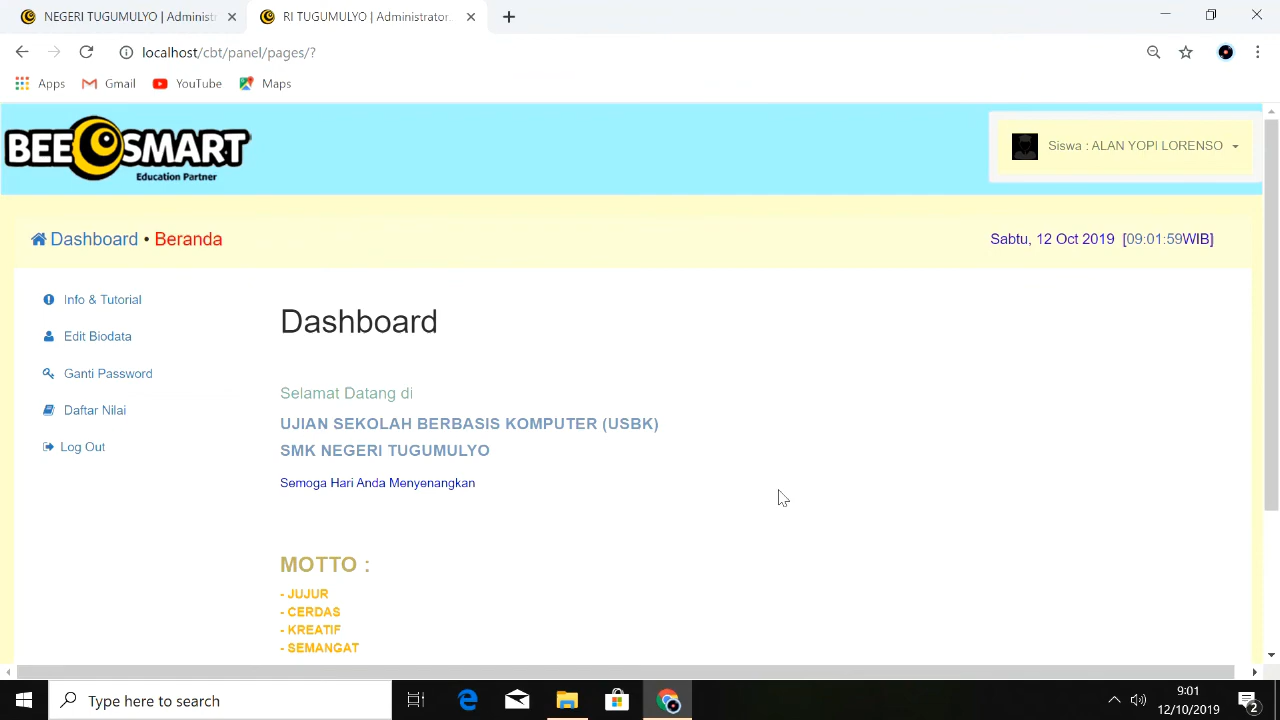 NEGERI TUGUMULYO | Administr
RI TUGUMULYO | Administrator
localhost/cbt/panel/pages/?
Apps
Gmail
YouTube
Maps
BEESMART
Education Partner
Siswa : ALAN YOPI LORENSO
Dashboard • Beranda
Sabtu, 12 Oct 2019 [09:01:59WIB]
Info & Tutorial
Edit Biodata
Ganti Password
Daftar Nilai
Log Out
Dashboard
Selamat Datang di
UJIAN SEKOLAH BERBASIS KOMPUTER (USBK)
SMK NEGERI TUGUMULYO
Semoga Hari Anda Menyenangkan
MOTTO :
- JUJUR
- CERDAS
- KREATIF
- SEMANGAT
Type here to search
9:01
12/10/2019
2